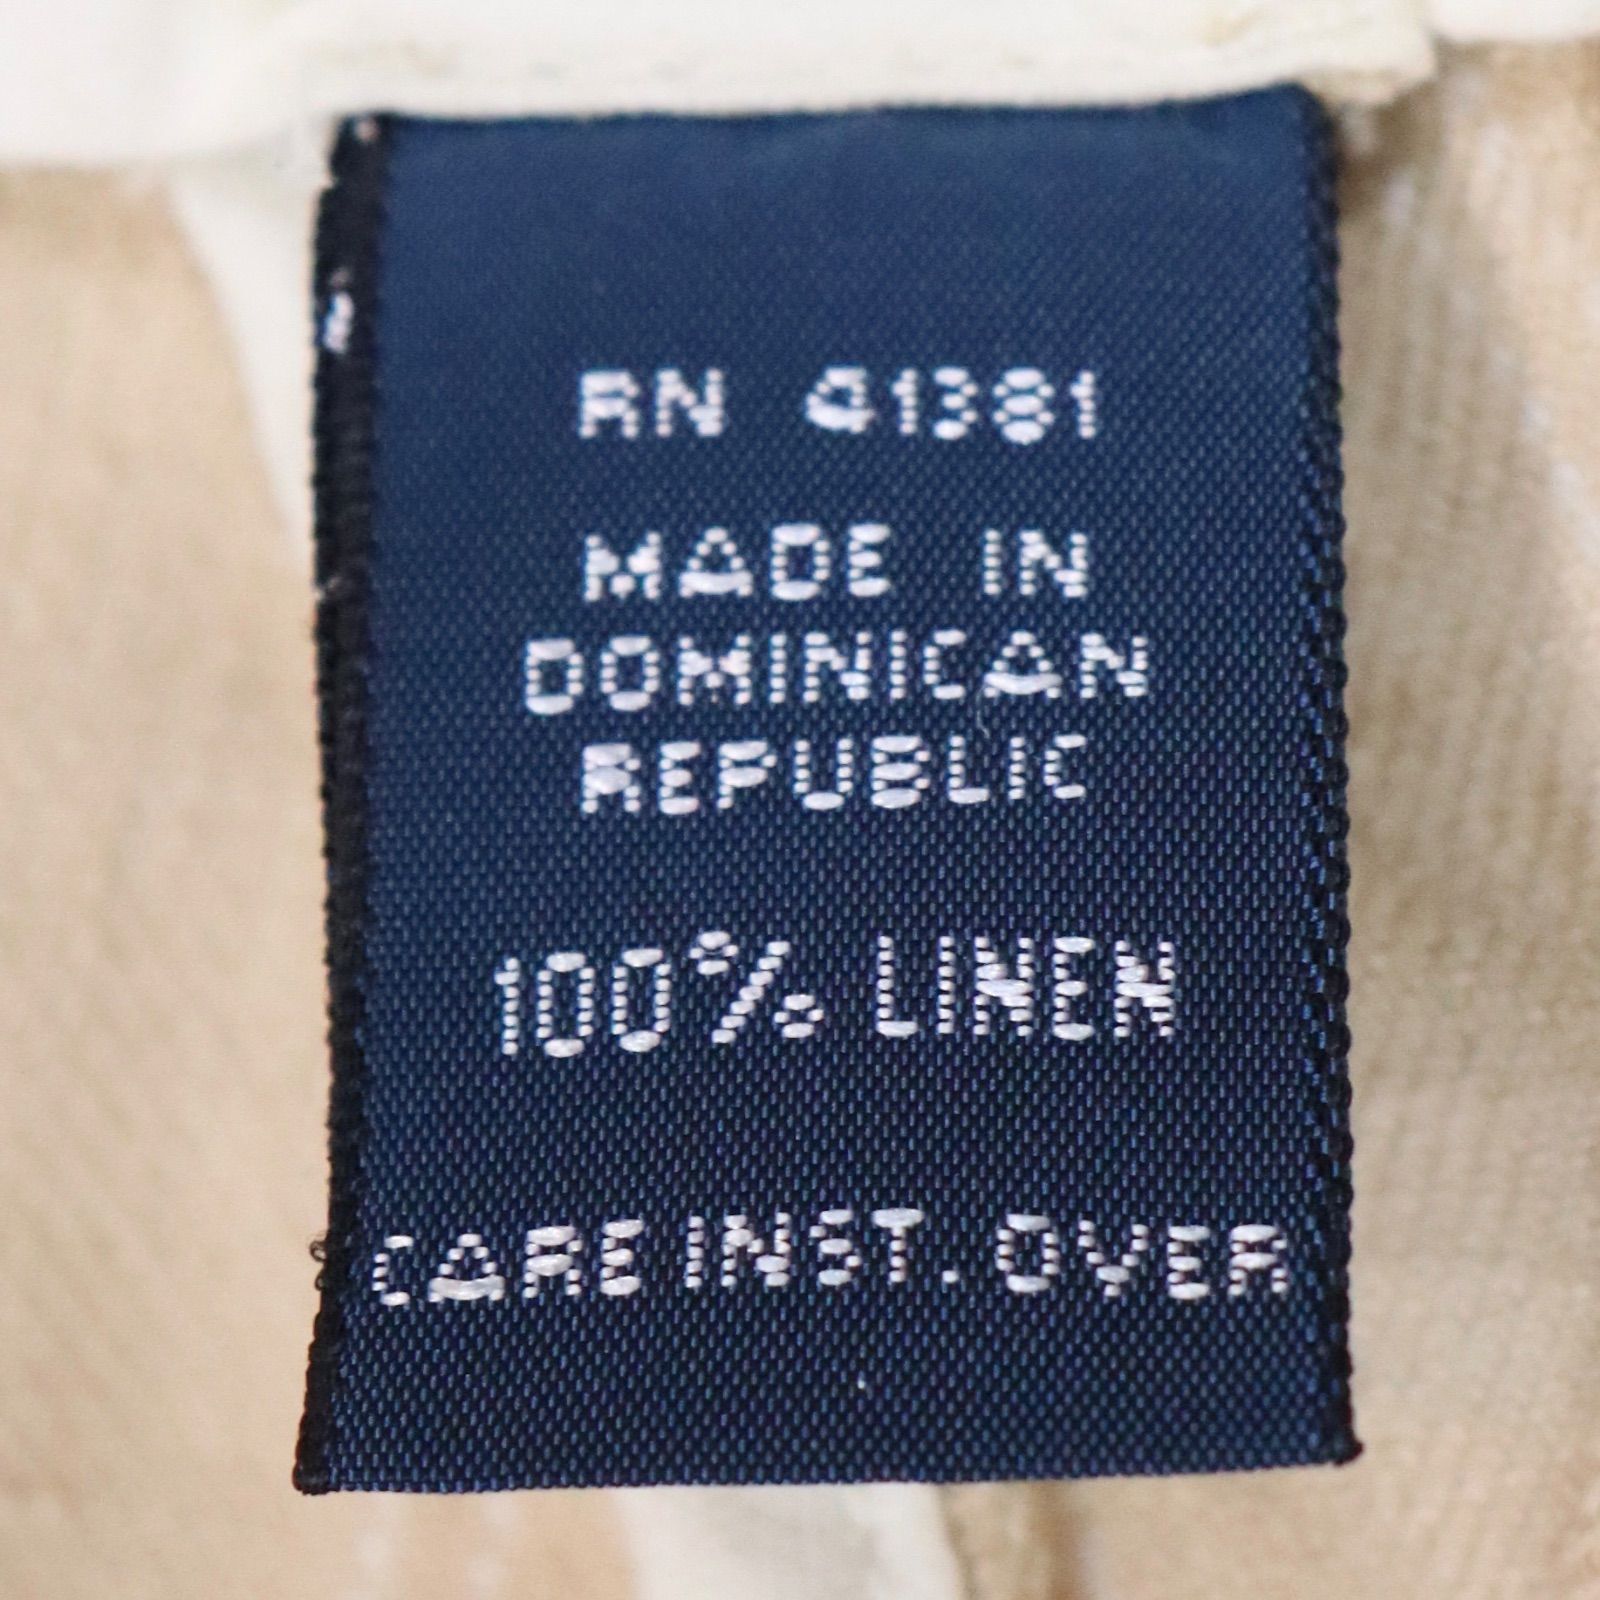 RN 41381
MADE IN
DOMINICAN
REPUBLIC
100% LINEN
CARE INST. OVER